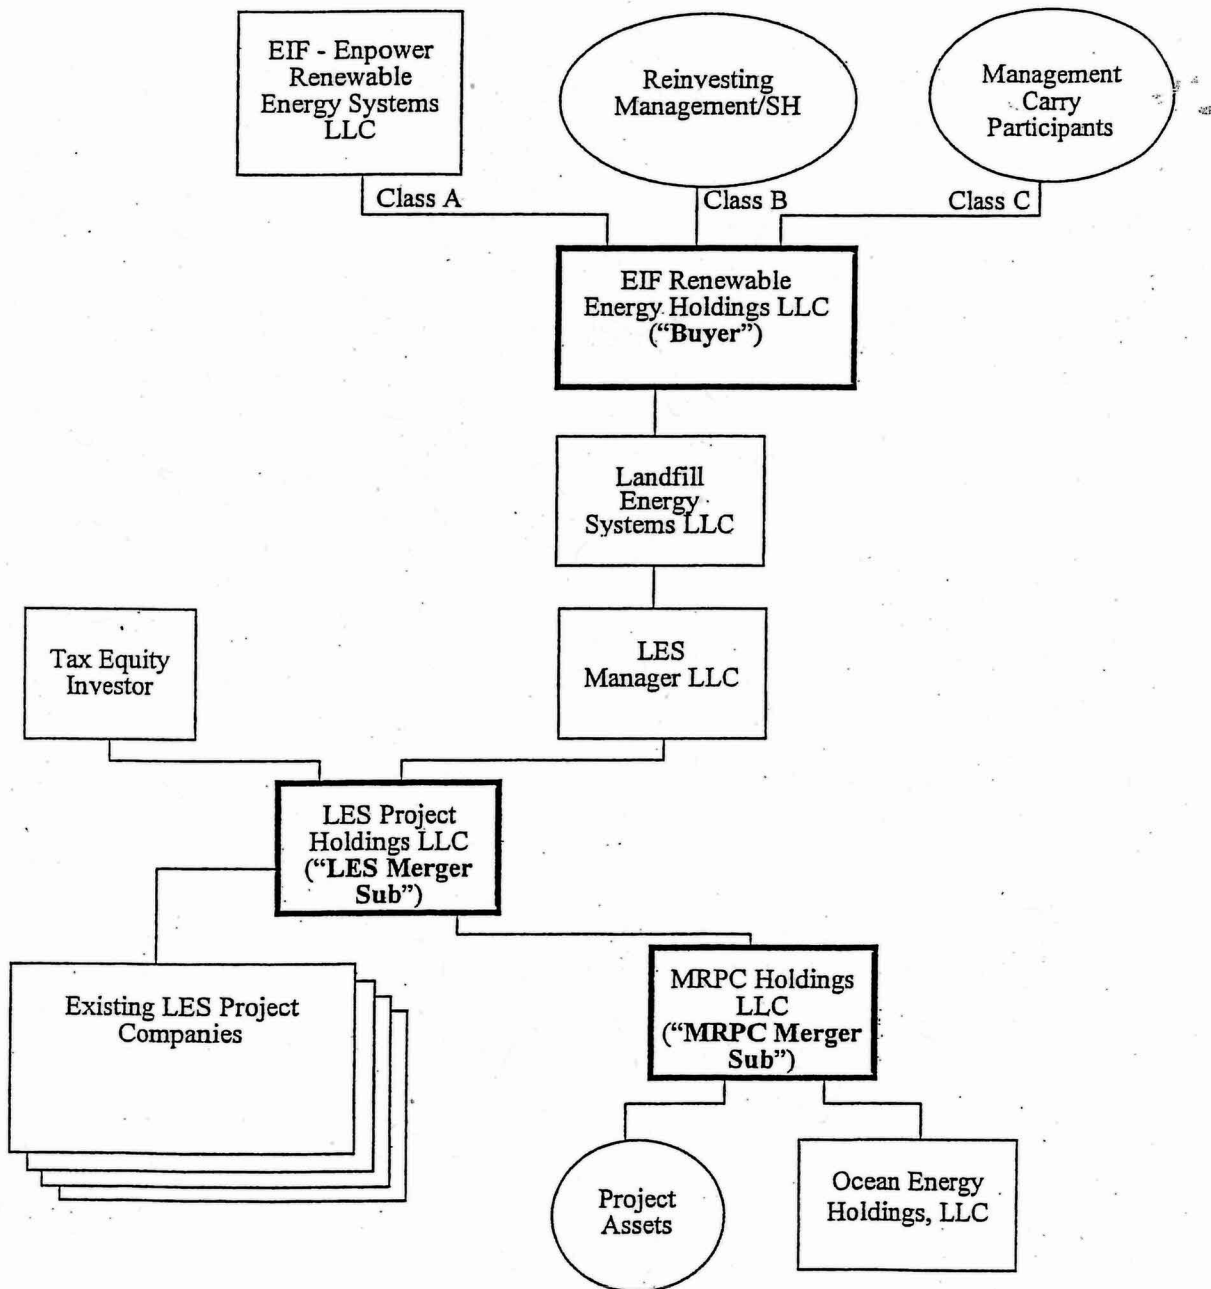 EIF - Enpower
Renewable
Energy Systems
LLC
Reinvesting
Management/SH
Management
Carry
Participants
Class A
Class B
Class C
EIF Renewable
Energy Holdings LLC
(“Buyer”)
Landfill
Energy
Systems LLC
Tax Equity
Investor
LES
Manager LLC
LES Project
Holdings LLC
(“LES Merger
Sub”)
Existing LES Project
Companies
MRPC Holdings
LLC
(“MRPC Merger
Sub”)
Project
Assets
Ocean Energy
Holdings, LLC